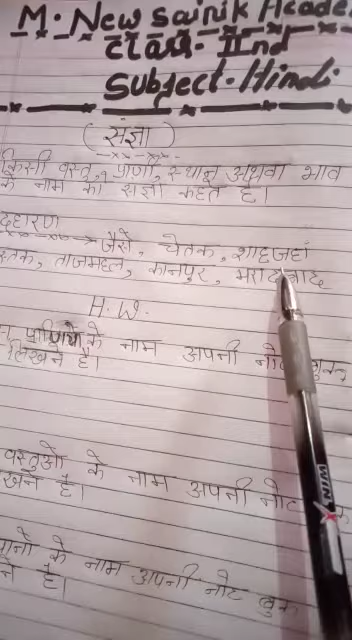 M. New Sainik Acade
class- IInd
Subject. Hindi.
(संज्ञा)
किसी वस्तु, प्राणी, स्थान अथवा भाव
के नाम को संज्ञा कहते है।
दाहरण
जैसे, चेतक, शाहजहां
स्तक, ताजमहल, कानपुर, मुरादाबाद
H. W.
के नाम अपनी नोट बुक
लिखने है।
वस्तुओ के नाम अपनी नोट
खने है।
के नाम अपनी नोट बुक
ने है।
WIN